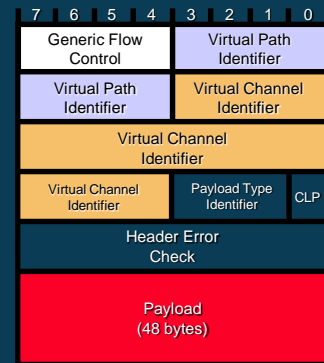 7 6 5 4 3 2 1 0
Generic Flow
Control
Virtual Path
Identifier
Virtual Path
Identifier
Virtual Channel
Identifier
Virtual Channel
Identifier
Virtual Channel
Identifier
Payload Type
Identifier
CLP
Header Error
Check
Payload
(48 bytes)